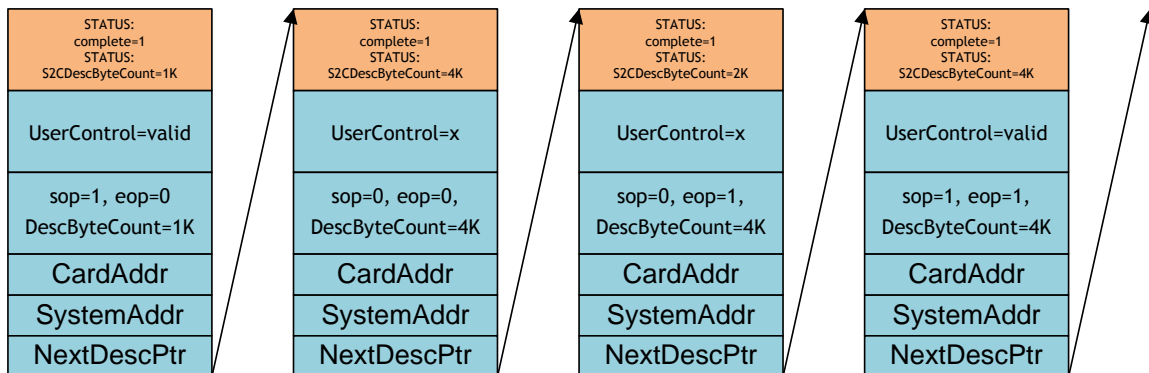 STATUS:
complete=1
STATUS:
S2CDescByteCount=1K
UserControl=valid
sop=1, eop=0
DescByteCount=1K
CardAddr
SystemAddr
NextDescPtr
STATUS:
complete=1
STATUS:
S2CDescByteCount=4K
UserControl=x
sop=0, eop=0,
DescByteCount=4K
CardAddr
SystemAddr
NextDescPtr
STATUS:
complete=1
STATUS:
S2CDescByteCount=2K
UserControl=x
sop=0, eop=1,
DescByteCount=4K
CardAddr
SystemAddr
NextDescPtr
STATUS:
complete=1
STATUS:
S2CDescByteCount=4K
UserControl=valid
sop=1, eop=1,
DescByteCount=4K
CardAddr
SystemAddr
NextDescPtr